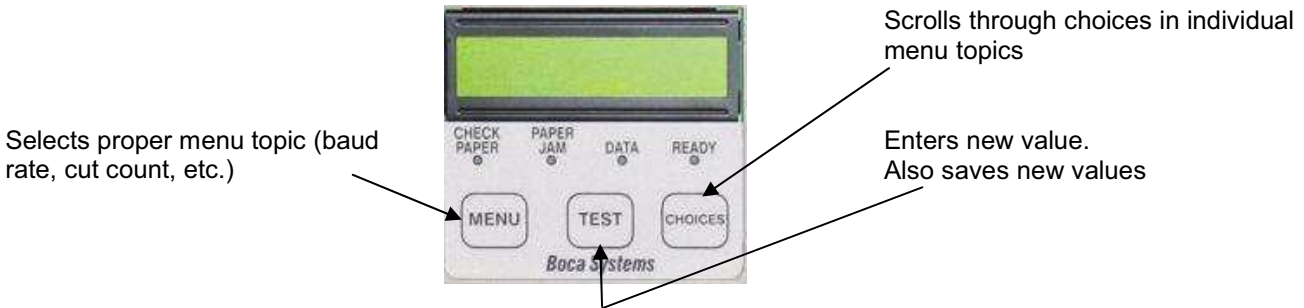 Scrolls through choices in individual
menu topics
Selects proper menu topic (baud
rate, cut count, etc.)
CHECK PAPER
PAPER JAM
DATA
READY
Enters new value.
Also saves new values
MENU
TEST
CHOICES
Boca Systems